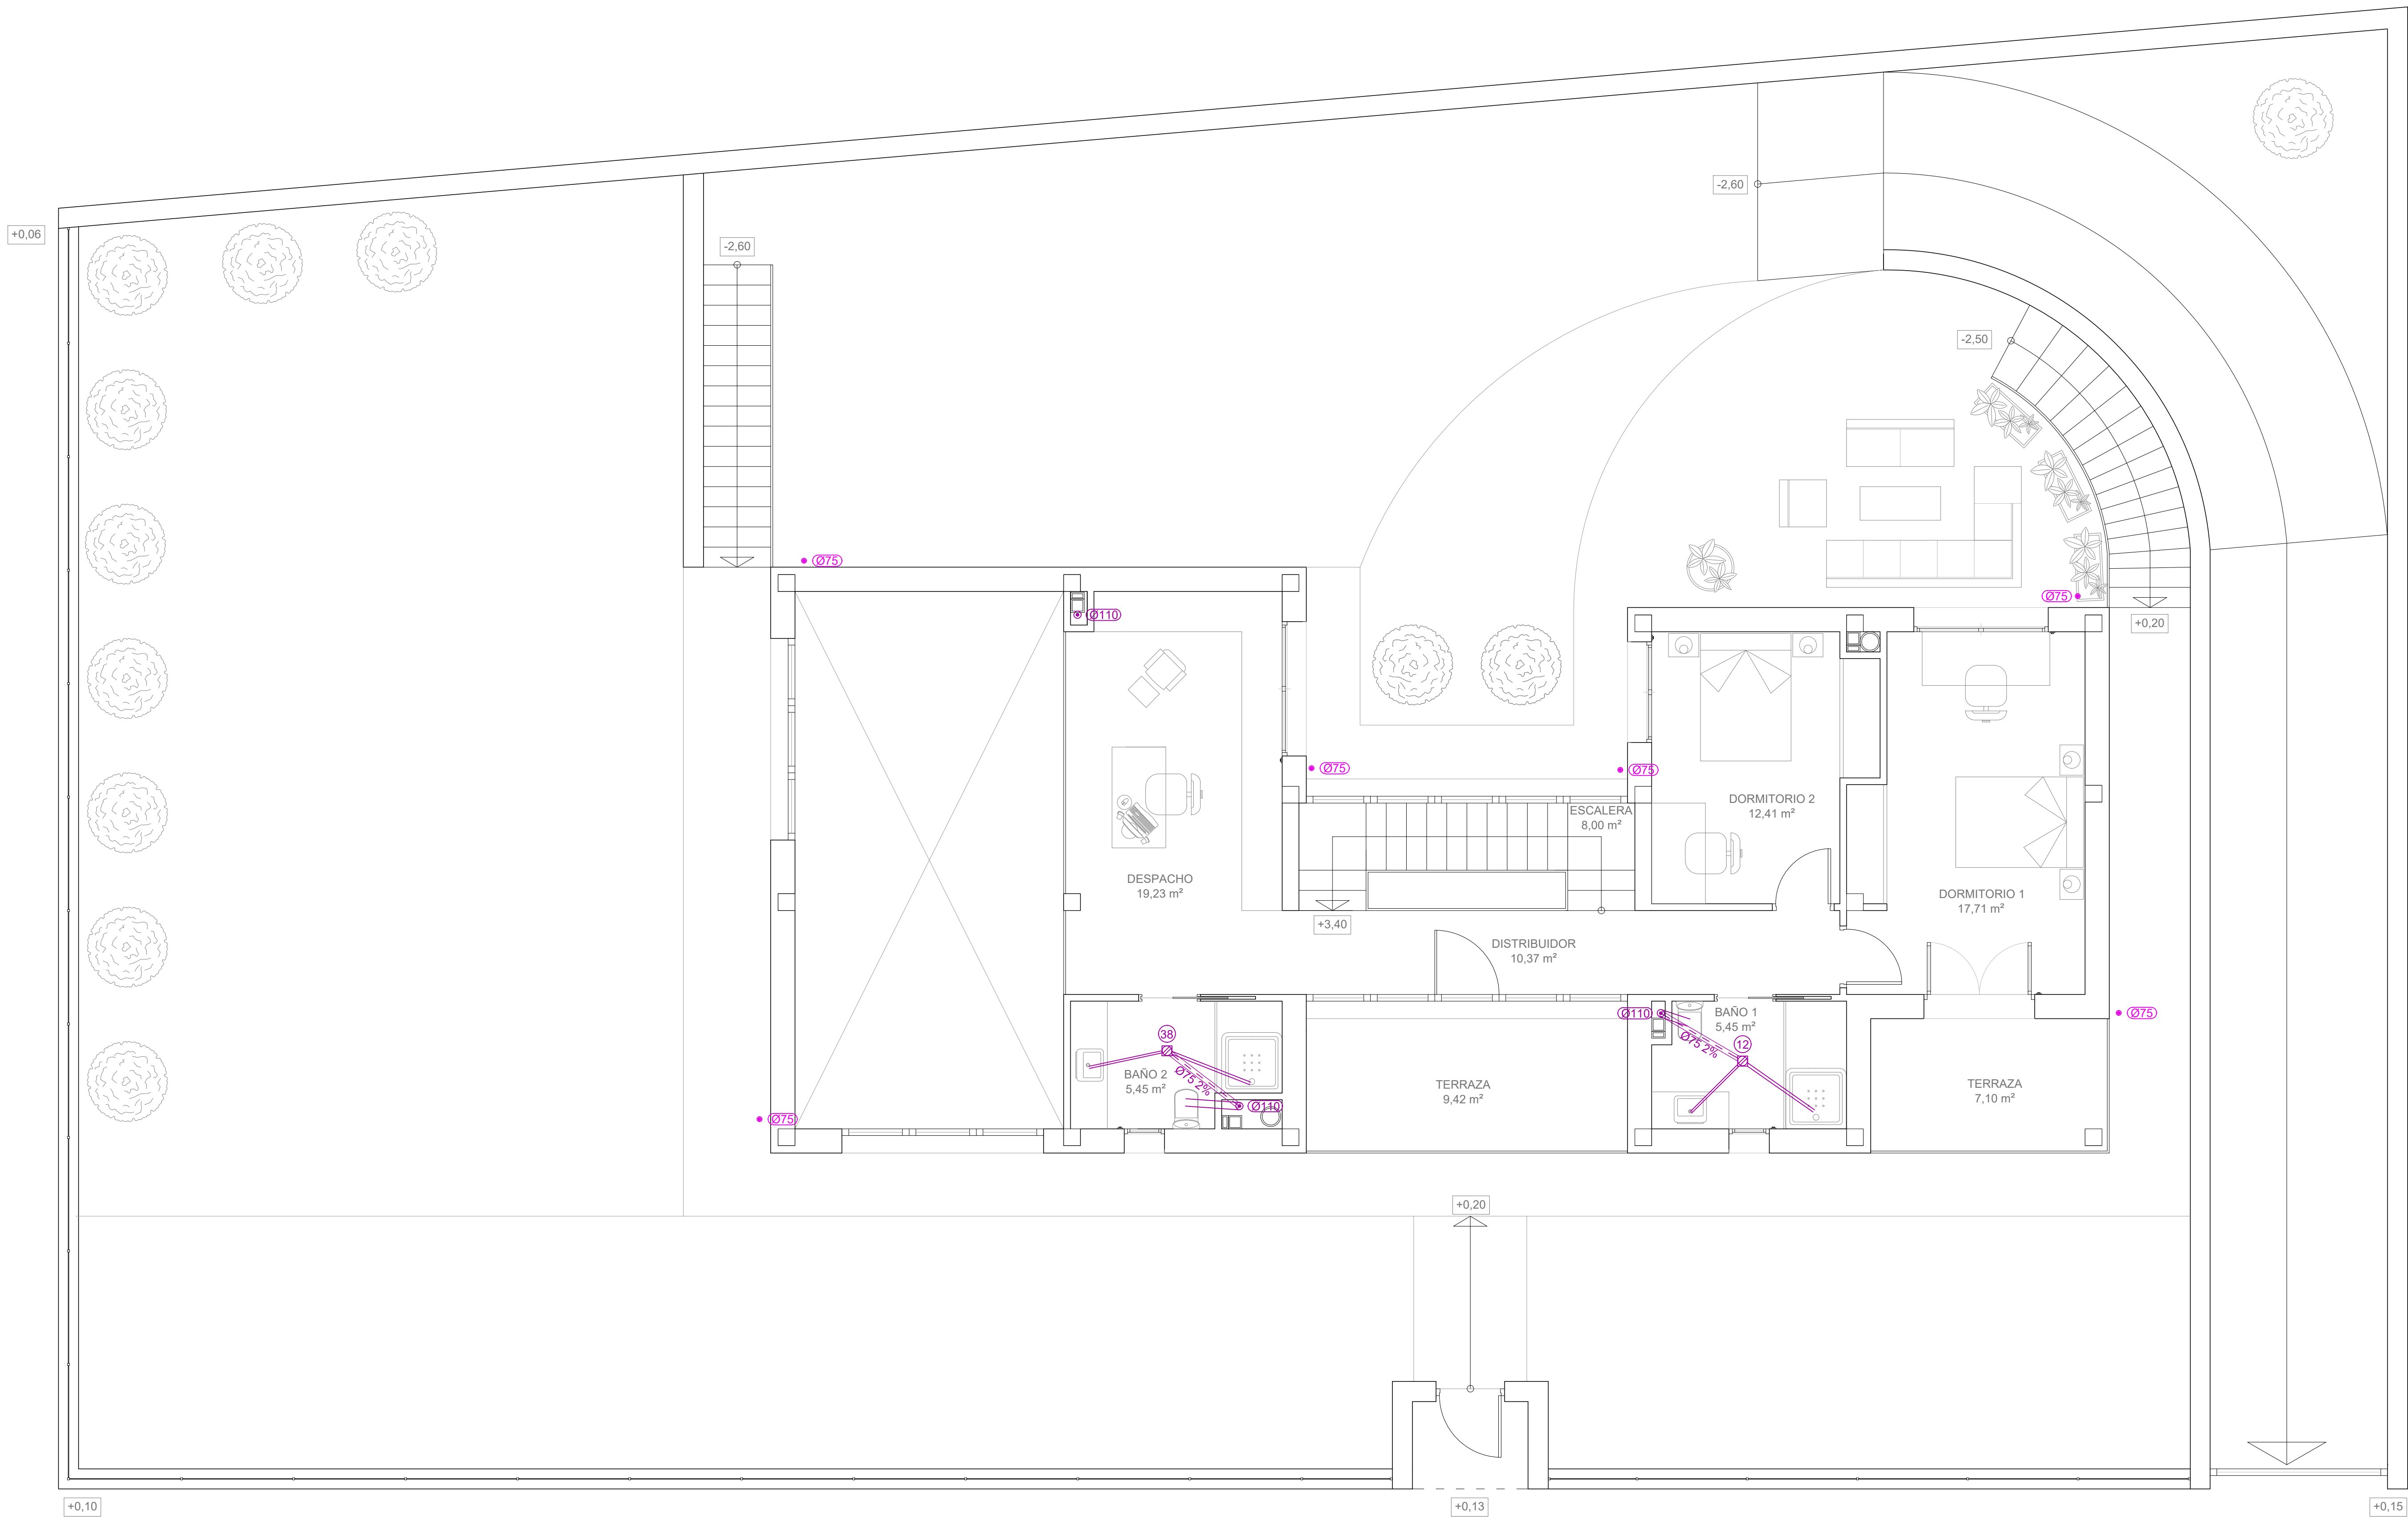 -2,60
+0,06
-2,60
-2,50
Ø75
Ø75
Ø110
+0,20
Ø75
Ø75
DORMITORIO 2
12,41 m²
ESCALERA
8,00 m²
DESPACHO
19,23 m²
DORMITORIO 1
17,71 m²
+3,40
DISTRIBUIDOR
10,37 m²
Ø110
BAÑO 1
5,45 m²
Ø75
38
12
Ø75 2%
BAÑO 2
5,45 m²
Ø75 2%
TERRAZA
9,42 m²
TERRAZA
7,10 m²
Ø110
Ø75
+0,20
+0,10
+0,13
+0,15